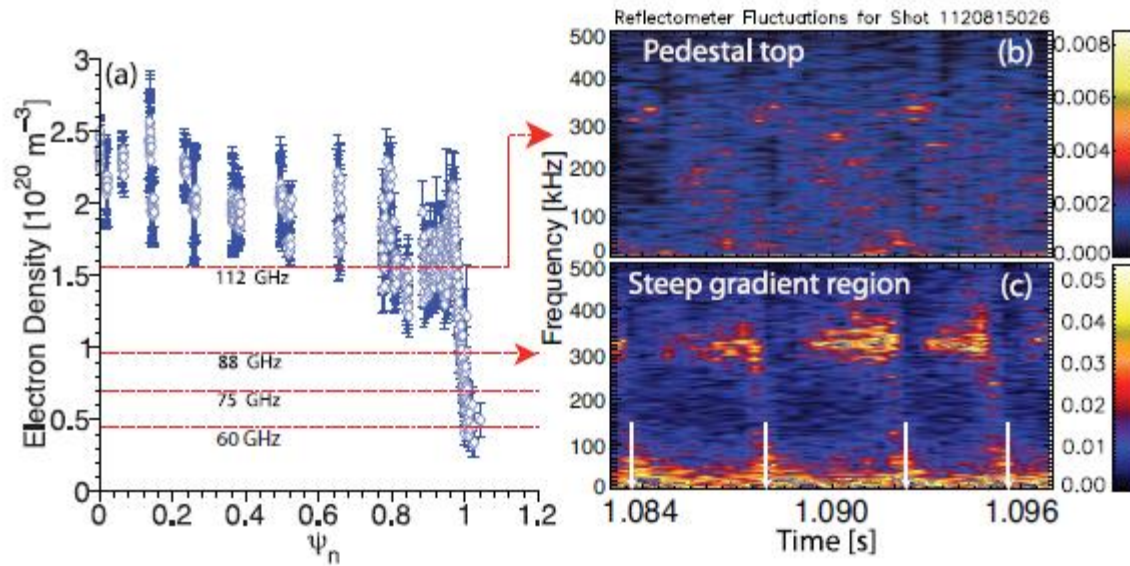 Reflectometer Fluctuations for Shot 1120815026
(a)
3
2.5
2
1.5
1
0.5
0
Electron Density [10²⁰ m⁻³]
112 GHz
88 GHz
75 GHz
60 GHz
0 0.2 0.4 0.6 0.8 1 1.2
ψn
Pedestal top (b)
500
400
300
200
100
0
Frequency [kHz]
0.008
0.006
0.004
0.002
0.000
Steep gradient region (c)
500
400
300
200
100
0
0.05
0.04
0.03
0.02
0.01
0.00
1.084 1.090 1.096
Time [s]